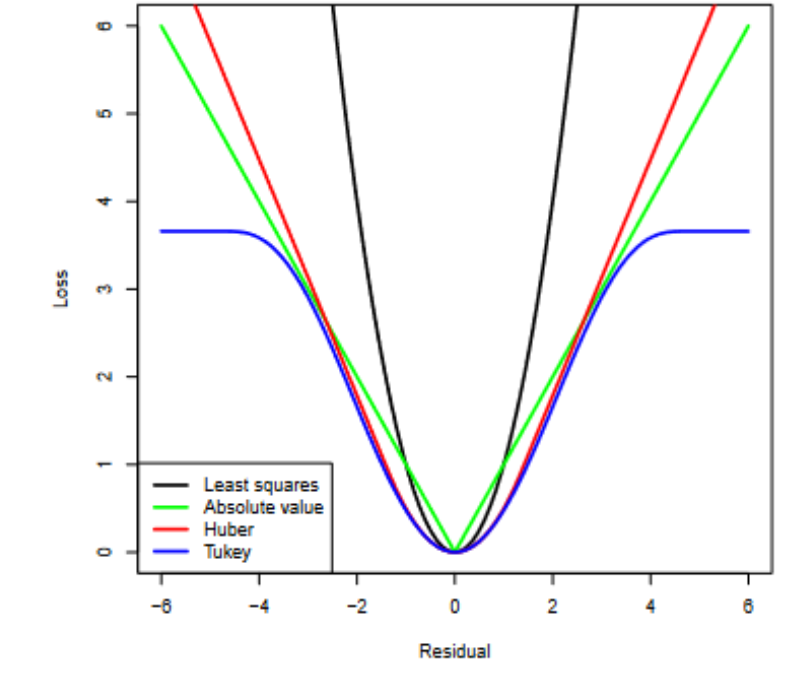 6
5
4
3
2
1
0
Loss
Least squares
Absolute value
Huber
Tukey
−6 −4 −2 0 2 4 6
Residual